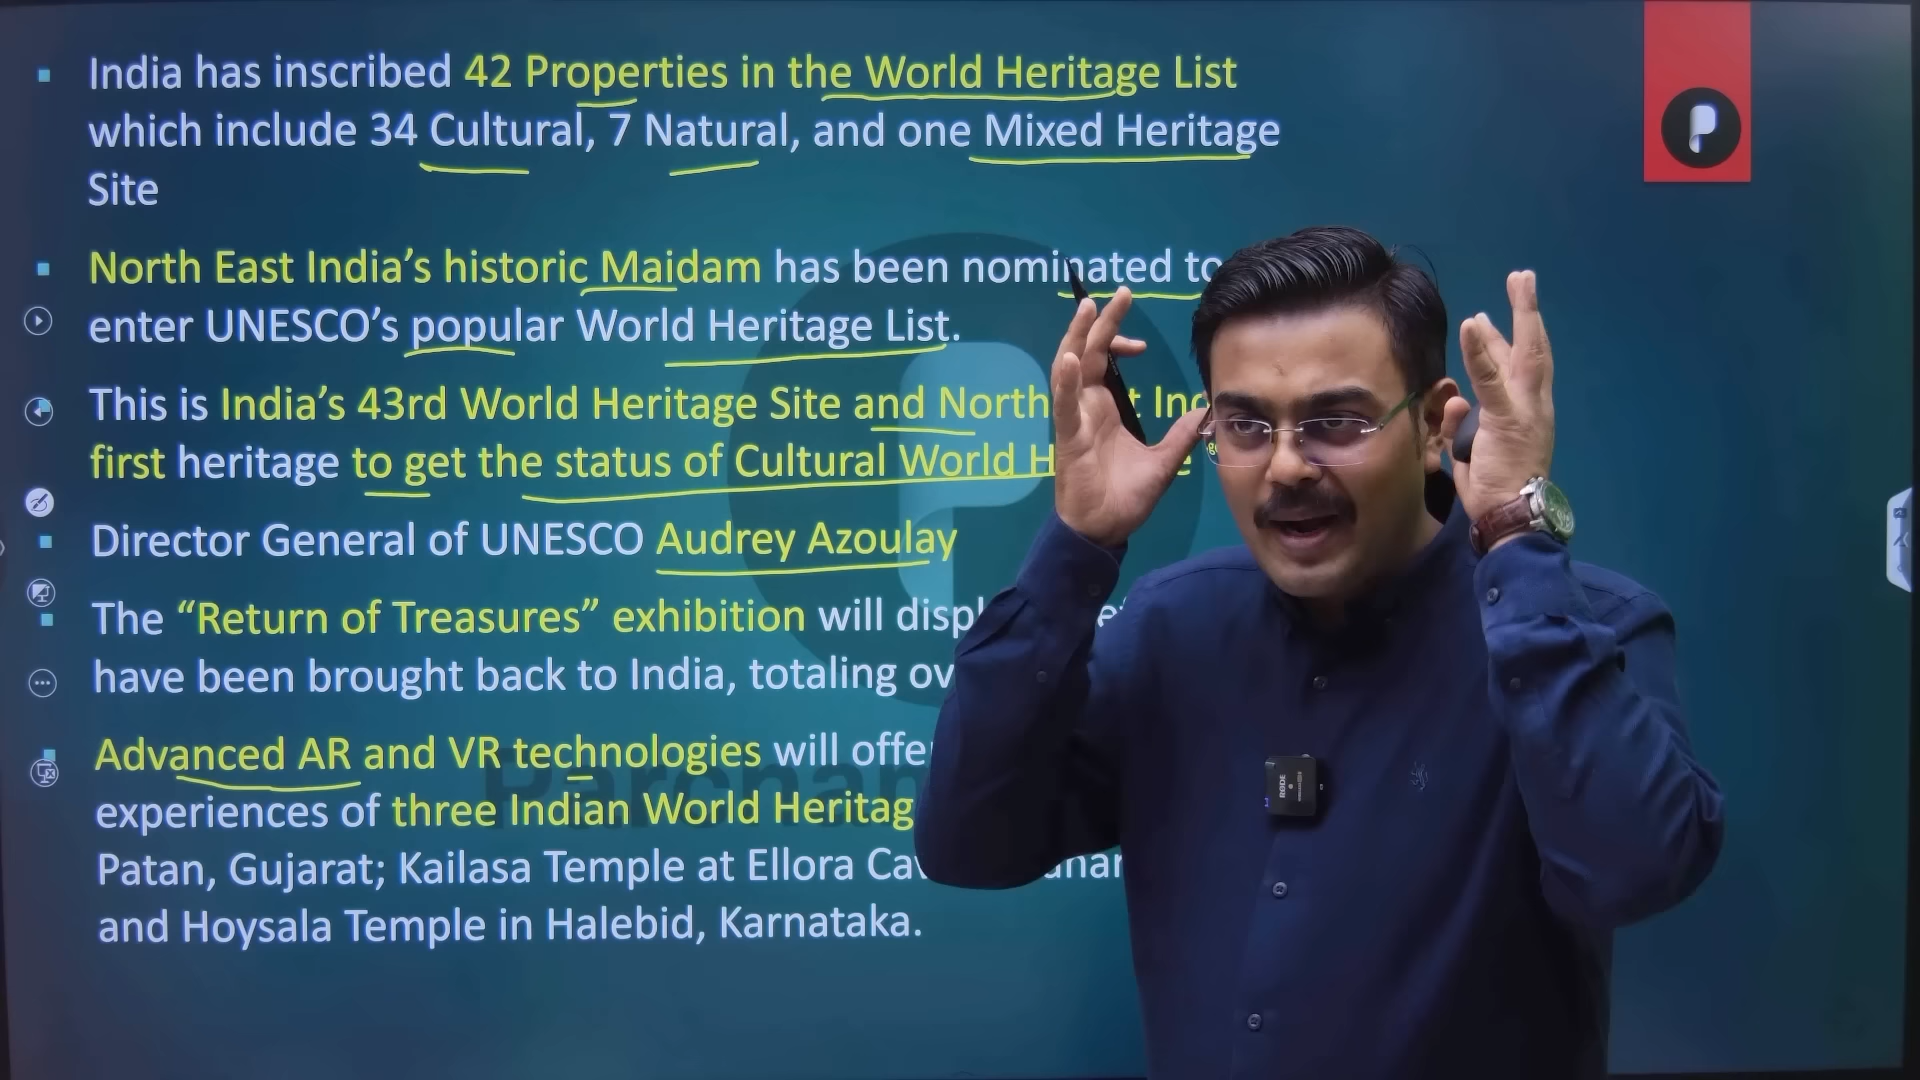 India has inscribed 42 Properties in the World Heritage List
which include 34 Cultural, 7 Natural, and one Mixed Heritage
Site
North East India's historic Maidam has been nominated to
enter UNESCO's popular World Heritage List.
This is India's 43rd World Heritage Site and North
first heritage to get the status of Cultural World
Director General of UNESCO Audrey Azoulay
The “Return of Treasures” exhibition will
have been brought back to India, totaling
Advanced AR and VR technologies will
experiences of three Indian World
Patan, Gujarat; Kailasa Temple at Ellora
and Hoysala Temple in Halebid, Karnataka.
RØDE